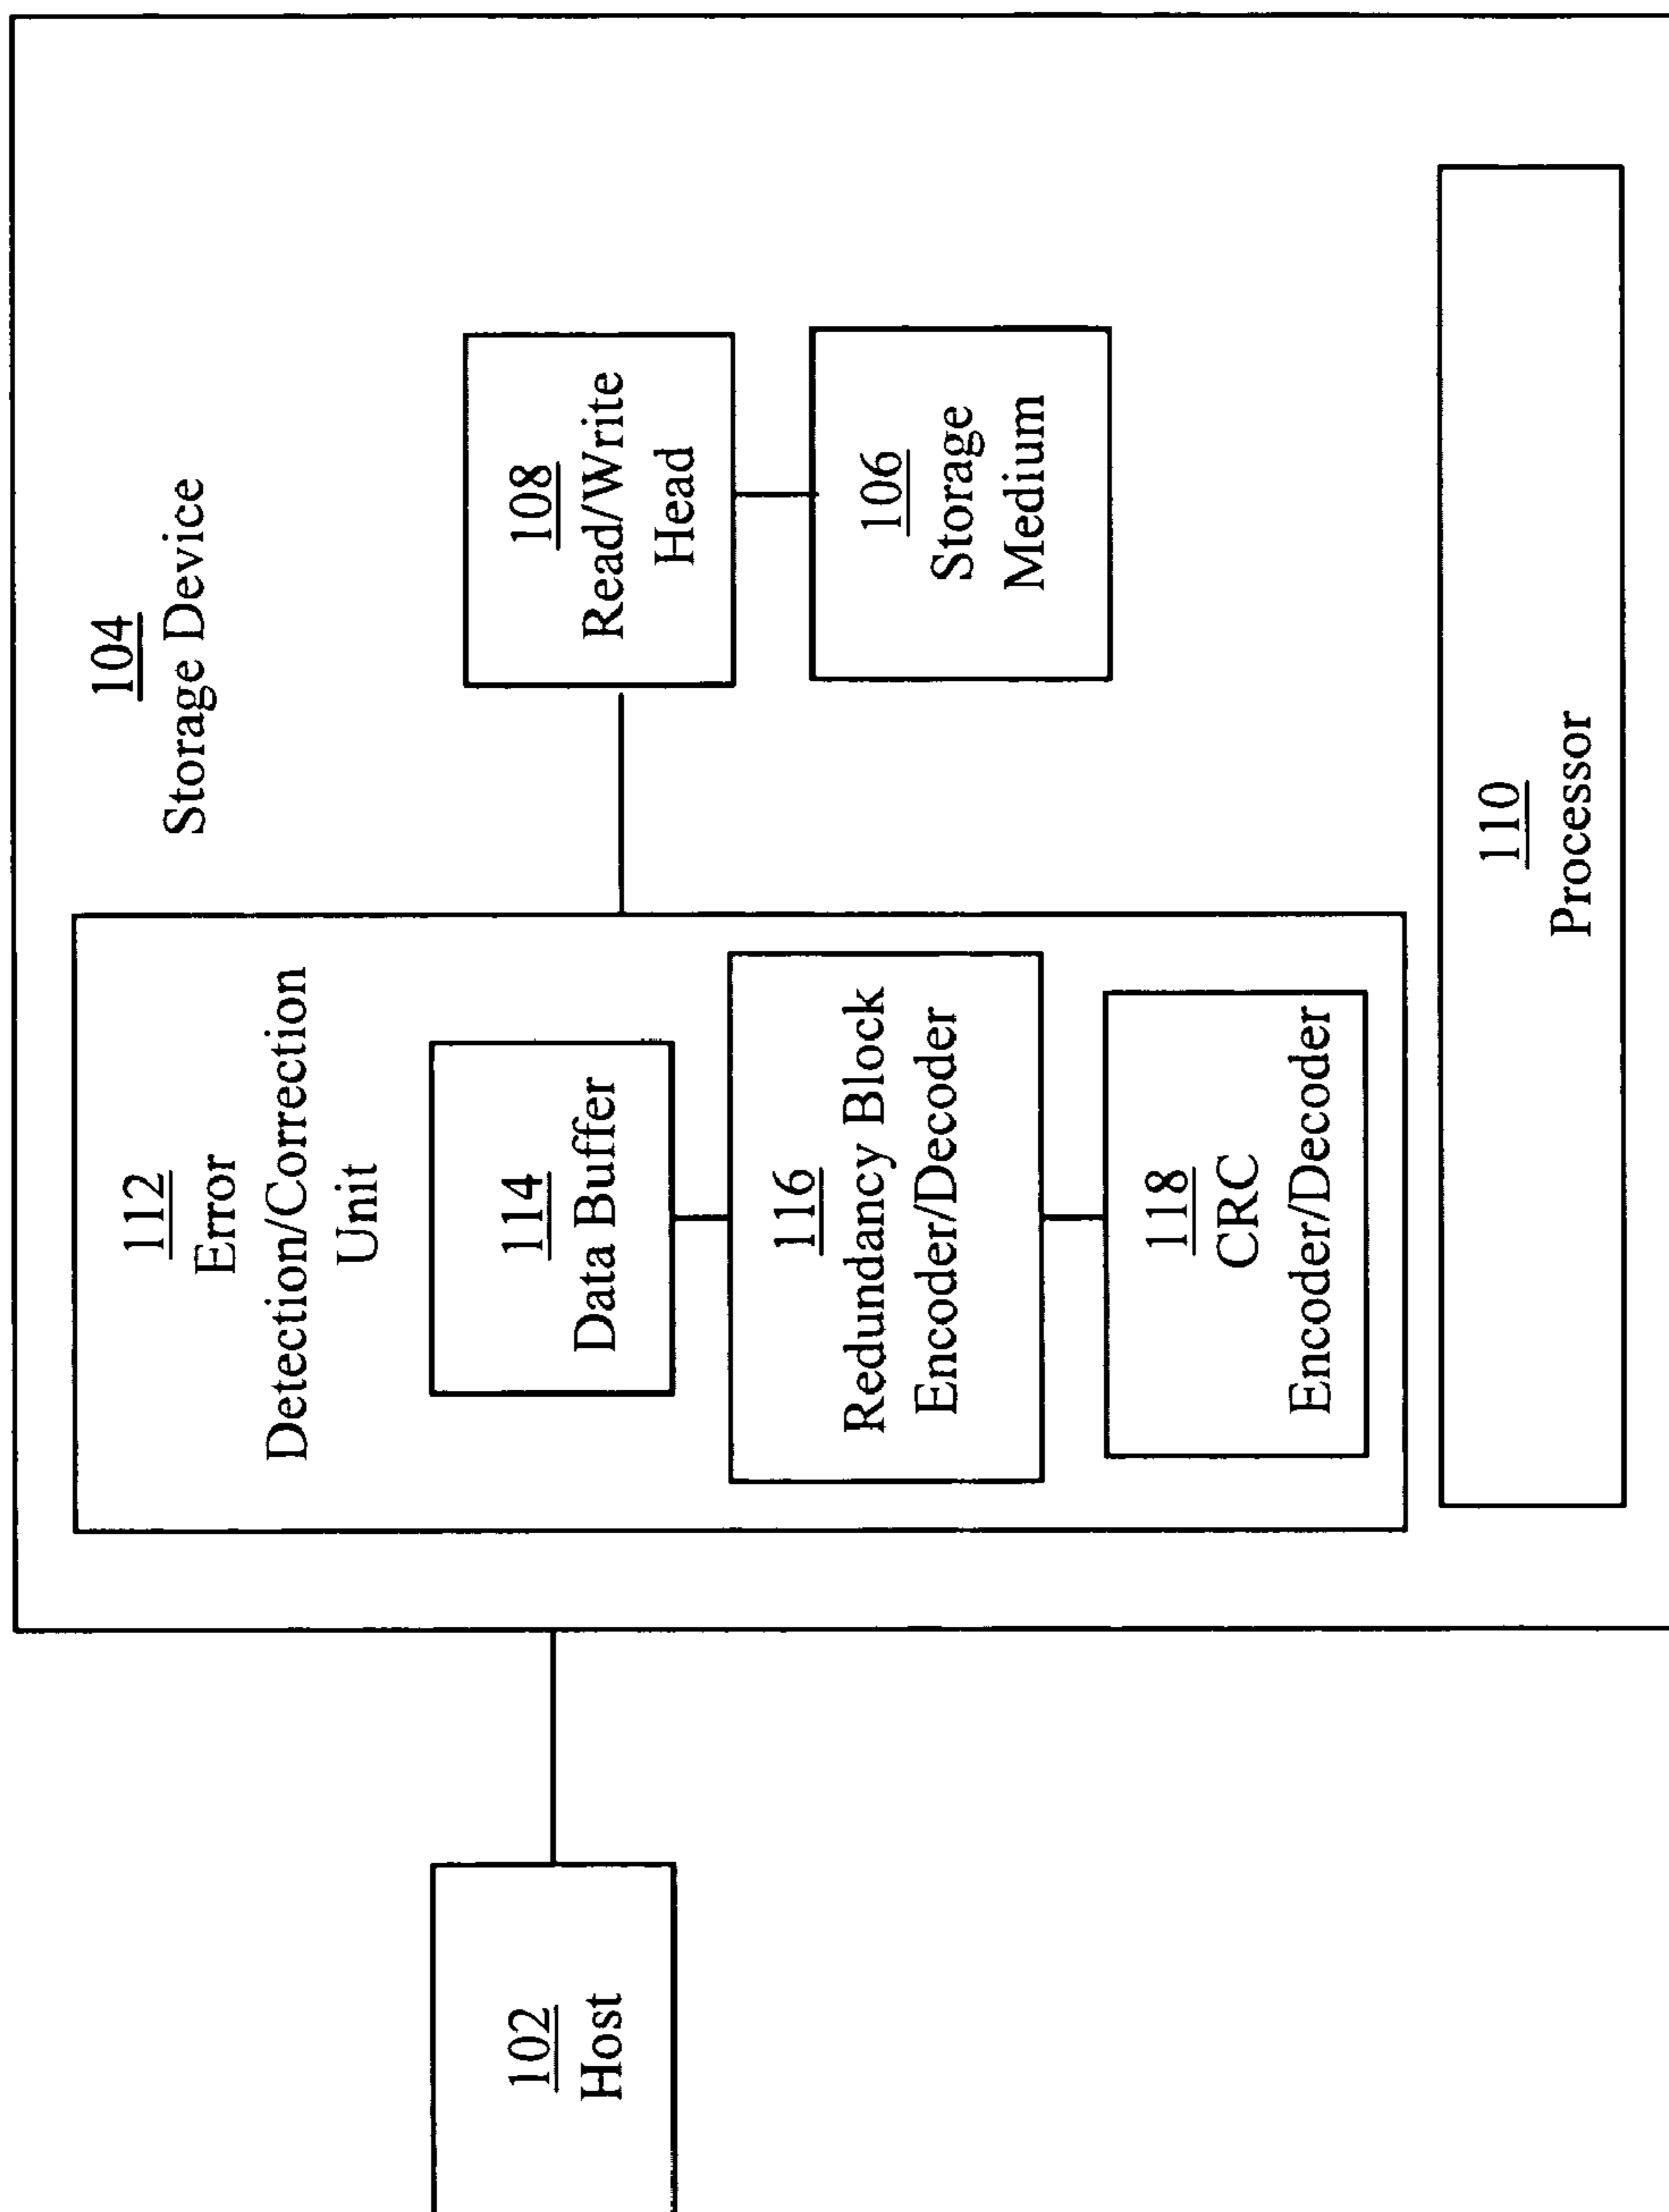 102
Host
104
Storage Device
112
Error
Detection/Correction
Unit
114
Data Buffer
116
Redundancy Block
Encoder/Decoder
118
CRC
Encoder/Decoder
108
Read/Write
Head
106
Storage
Medium
110
Processor